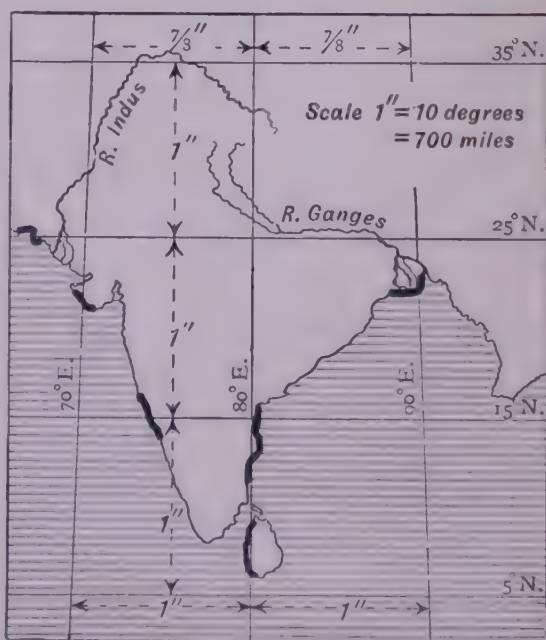 7/8" 7/8"
35° N.
Scale 1" = 10 degrees
= 700 miles
R. Indus
1"
R. Ganges
25° N.
1"
70° E.
80° E.
90° E.
15° N.
1"
5° N.
1" 1"